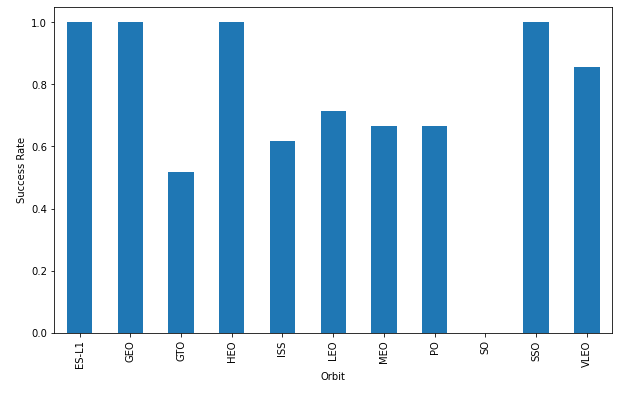 1.0
0.8
0.6
0.4
0.2
0.0
Success Rate
ES-L1
GEO
GTO
HEO
ISS
LEO
MEO
PO
SO
SSO
VLEO
Orbit